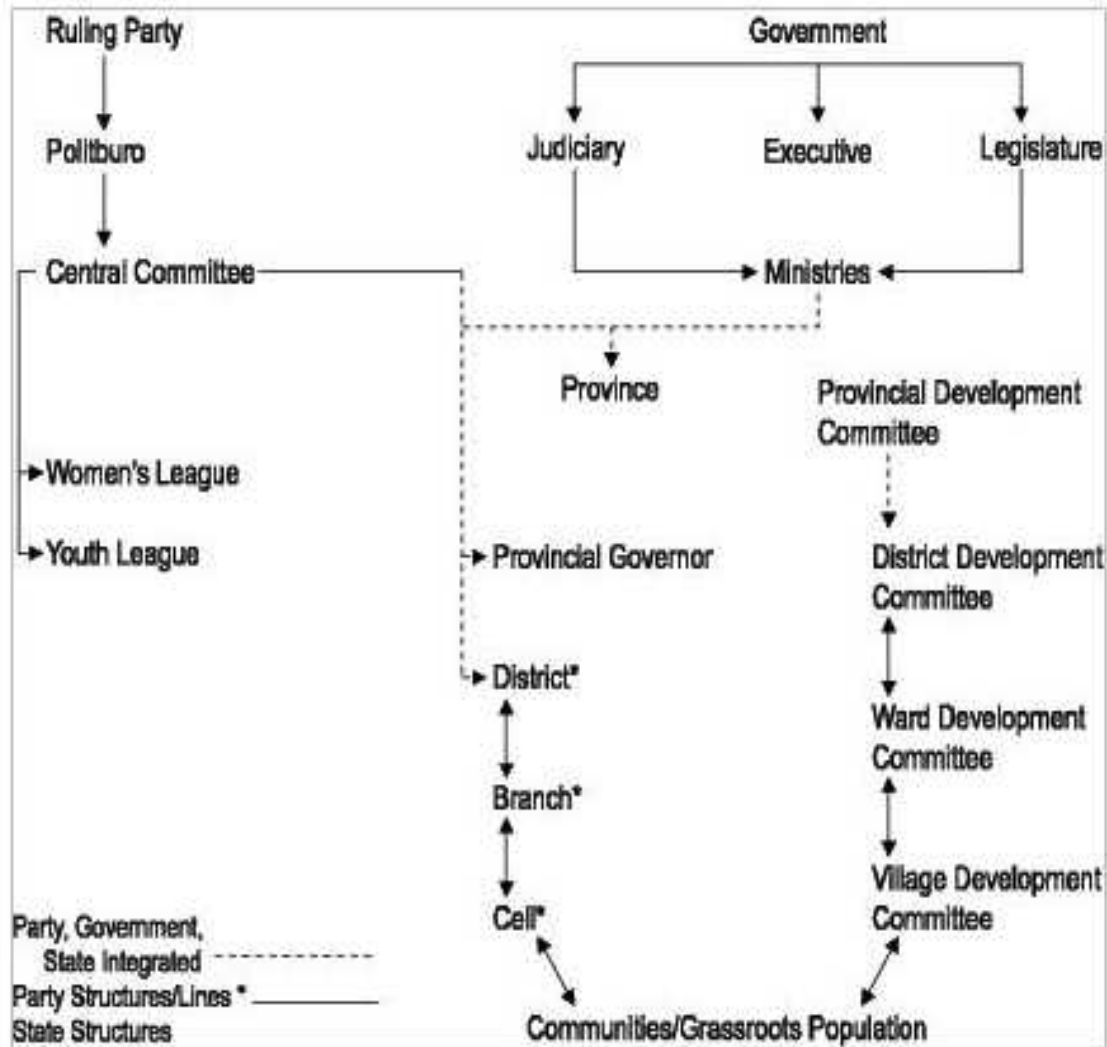 Ruling Party
Government
Politburo
Judiciary
Executive
Legislature
Central Committee
Ministries
Province
Provincial Development
Committee
Women's League
Youth League
Provincial Governor
District Development
Committee
District*
Ward Development
Committee
Branch*
Village Development
Committee
Cell*
Party, Government,
State Integrated
Party Structures/Lines *
State Structures
Communities/Grassroots Population